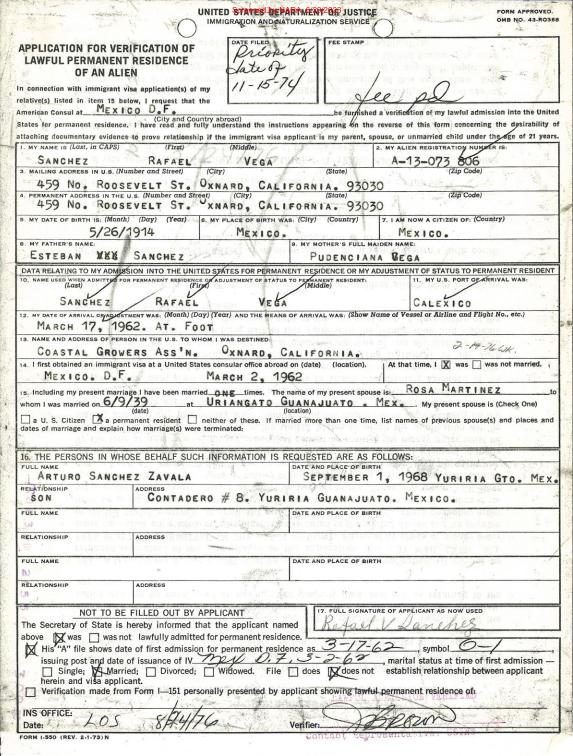 UNITED STATES DEPARTMENT OF JUSTICE
IMMIGRATION AND NATURALIZATION SERVICE
FORM APPROVED.
OMB NO. 43-R0358
APPLICATION FOR VERIFICATION OF
LAWFUL PERMANENT RESIDENCE
OF AN ALIEN
DATE FILED
Priority
date of
11-15-74
FEE STAMP
fee pd
In connection with immigrant visa application(s) of my
relative(s) listed in item 15 below, I request that the
American Consul at MEXICO D.F. be furnished a verification of my lawful admission into the United
(City and Country abroad)
States for permanent residence. I have read and fully understand the instructions appearing on the reverse of this form concerning the desirability of
attaching documentary evidence to prove relationship if the immigrant visa applicant is my parent, spouse, or unmarried child under the age of 21 years.
1. MY NAME IS (Last, in CAPS) (First) (Middle) 2. MY ALIEN REGISTRATION NUMBER IS:
SANCHEZ RAFAEL VEGA A-13-073 806
3. MAILING ADDRESS IN U.S. (Number and Street) (City) (State) (Zip Code)
459 NO. ROOSEVELT ST. OXNARD, CALIFORNIA. 93030
4. PERMANENT ADDRESS IN THE U.S. (Number and Street) (City) (State) (Zip Code)
459 NO. ROOSEVELT ST. OXNARD, CALIFORNIA. 93030
5. MY DATE OF BIRTH IS: (Month) (Day) (Year) 6. MY PLACE OF BIRTH WAS: (City) (Country) 7. I AM NOW A CITIZEN OF: (Country)
5/26/1914 MEXICO. MEXICO.
8. MY FATHER'S NAME: 9. MY MOTHER'S FULL MAIDEN NAME:
ESTEBAN XXX SANCHEZ PUDENCIANA VEGA
DATA RELATING TO MY ADMISSION INTO THE UNITED STATES FOR PERMANENT RESIDENCE OR MY ADJUSTMENT OF STATUS TO PERMANENT RESIDENT
10. NAME USED WHEN ADMITTED FOR PERMANENT RESIDENCE OR ADJUSTMENT OF STATUS TO PERMANENT RESIDENT: 11. MY U.S. PORT OF ARRIVAL WAS:
(Last) (First) (Middle)
SANCHEZ RAFAEL VEGA CALEXICO
12. MY DATE OF ARRIVAL OR ADJUSTMENT WAS: (Month) (Day) (Year) AND THE MEANS OF ARRIVAL WAS: (Show Name of Vessel or Airline and Flight No., etc.)
MARCH 17, 1962. AT. FOOT
13. NAME AND ADDRESS OF PERSON IN THE U.S. TO WHOM I WAS DESTINED:
COASTAL GROWERS ASS'N. OXNARD, CALIFORNIA. 2-19-76
14. I first obtained an immigrant visa at a United States consular office abroad on (date) (location). At that time, I X was was not married.
MEXICO. D.F. MARCH 2, 1962
15. Including my present marriage I have been married ONE times. The name of my present spouse is: ROSA MARTINEZ to
whom I was married on 6/9/39 at URIANGATO GUANAJUATO . MEX. My present spouse is (Check One)
(date) (location)
a U.S. Citizen X a permanent resident neither of these. If married more than one time, list names of previous spouse(s) and places and
dates of marriage and explain how marriage(s) were terminated:
16. THE PERSONS IN WHOSE BEHALF SUCH INFORMATION IS REQUESTED ARE AS FOLLOWS:
FULL NAME DATE AND PLACE OF BIRTH
ARTURO SANCHEZ ZAVALA SEPTEMBER 1, 1968 YURIRIA GTO. MEX.
RELATIONSHIP ADDRESS
SON CONTADERO # 8. YURIRIA GUANAJUATO. MEXICO.
FULL NAME DATE AND PLACE OF BIRTH
RELATIONSHIP ADDRESS
FULL NAME DATE AND PLACE OF BIRTH
RELATIONSHIP ADDRESS
NOT TO BE FILLED OUT BY APPLICANT
17. FULL SIGNATURE OF APPLICANT AS NOW USED
Rafael V Sanchez
The Secretary of State is hereby informed that the applicant named
above X was was not lawfully admitted for permanent residence.
X His "A" file shows date of first admission for permanent residence as 3-17-62, symbol O-1
issuing post and date of issuance of IV Mex D.F, 3-2-62, marital status at time of first admission—
Single; X Married; Divorced; Widowed. File does X does not establish relationship between applicant
herein and visa applicant.
Verification made from Form I-151 personally presented by applicant showing lawful permanent residence of:
INS OFFICE:
Date: LOS 8/24/76 Verifier: J Brown
Contact Representative
FORM I-550 (REV. 2-1-73) N